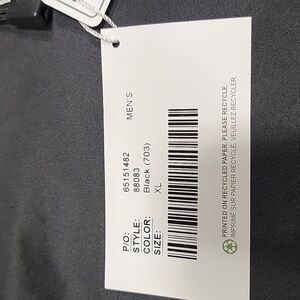 P/O: 65151482 MEN'S
STYLE: 88083
COLOR: Black (703)
SIZE: XL
PRINTED ON RECYCLED PAPER. PLEASE RECYCLE.
IMPRIMÉ SUR PAPIER RECYCLÉ. VEUILLEZ RECYCLER.